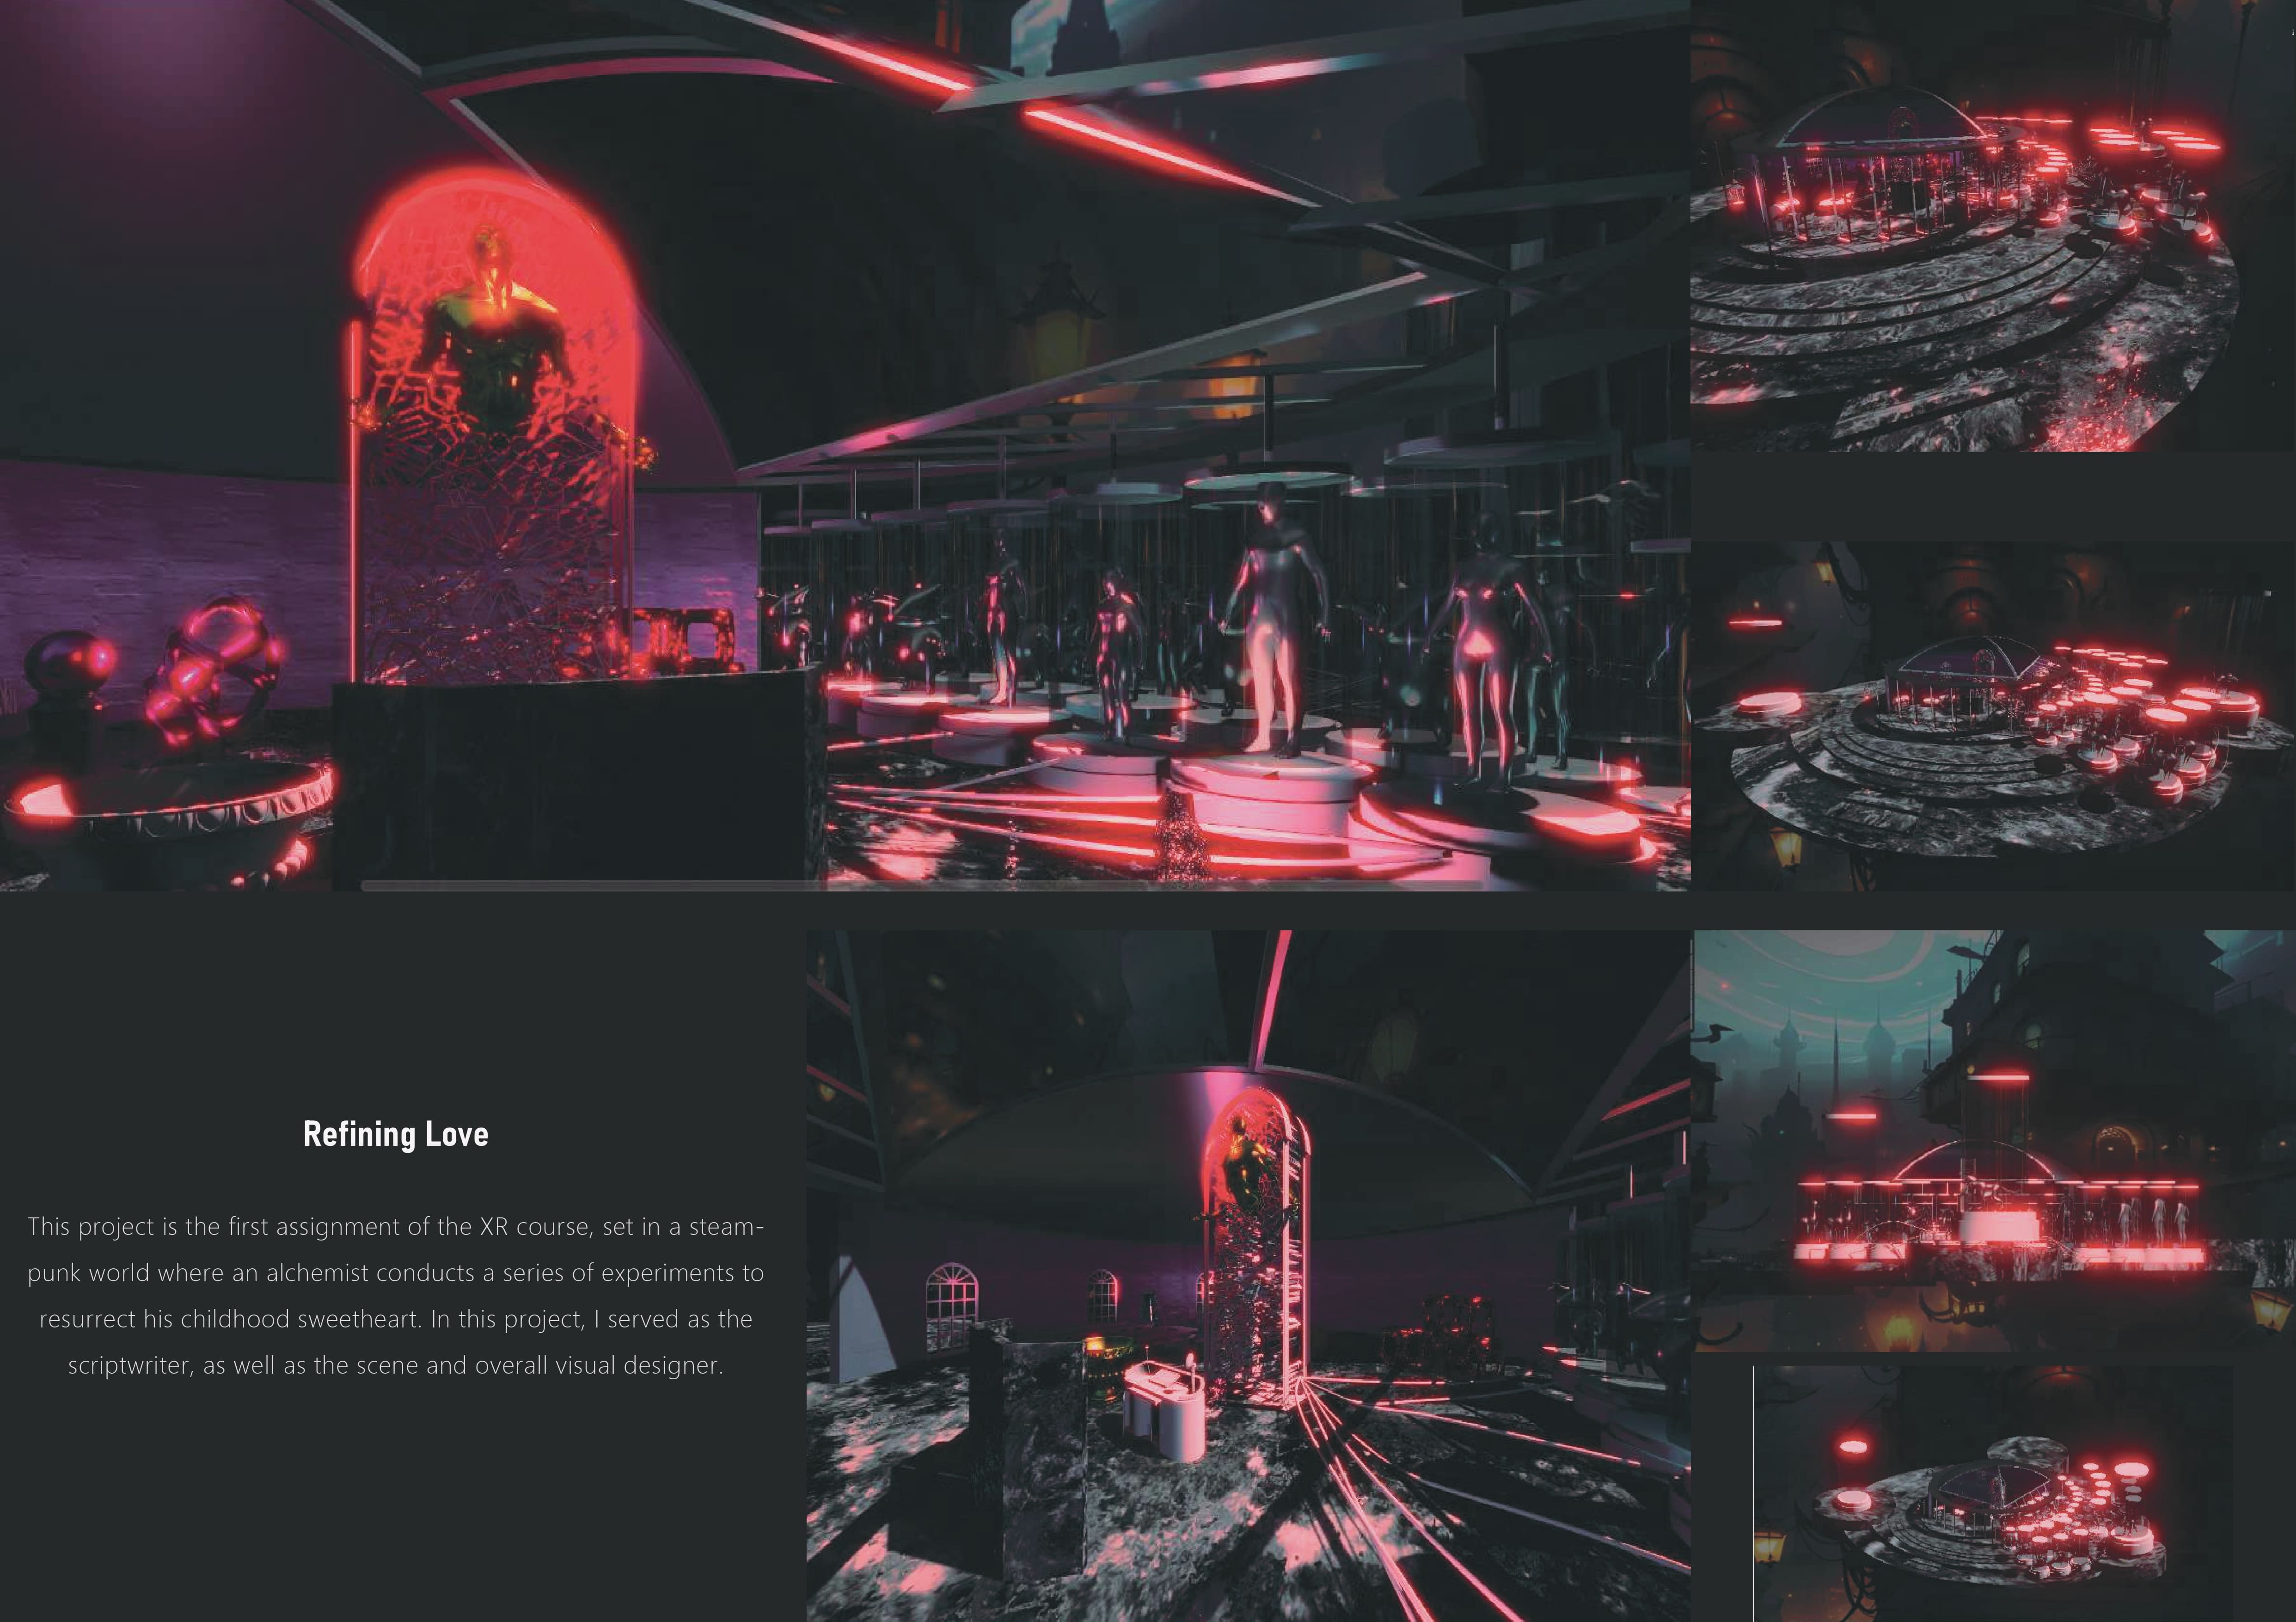 Refining Love
This project is the first assignment of the XR course, set in a steam-
punk world where an alchemist conducts a series of experiments to
resurrect his childhood sweetheart. In this project, I served as the
scriptwriter, as well as the scene and overall visual designer.